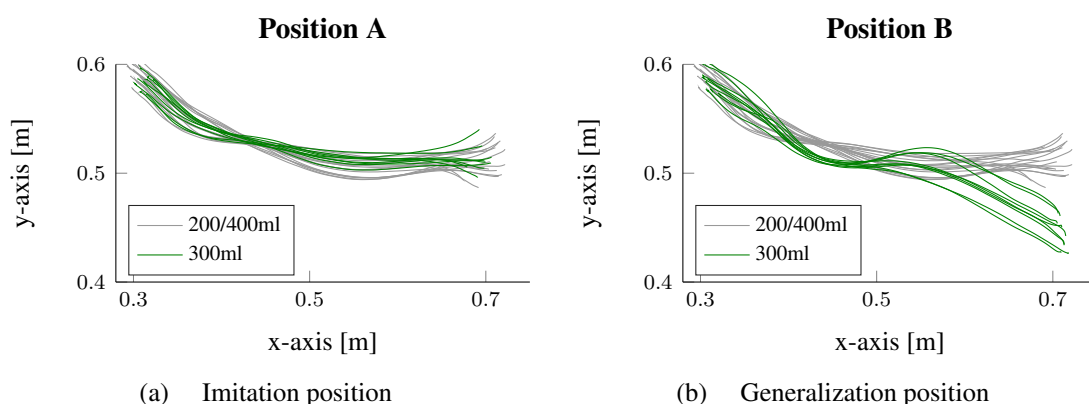 Position A
0.6
0.5
0.4
y-axis [m]
200/400ml
300ml
0.3
0.5
0.7
x-axis [m]
(a) Imitation position
Position B
0.6
0.5
0.4
y-axis [m]
200/400ml
300ml
0.3
0.5
0.7
x-axis [m]
(b) Generalization position